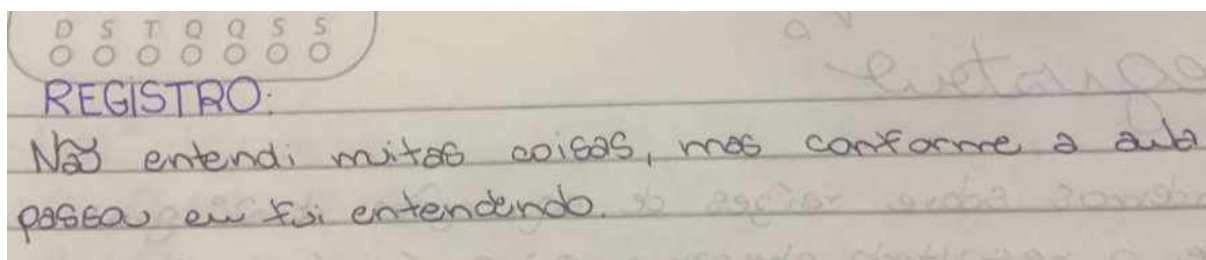 D S T Q Q S S
REGISTRO:
Não entendi muitas coisas, mas conforme a aula
passou eu fui entendendo.